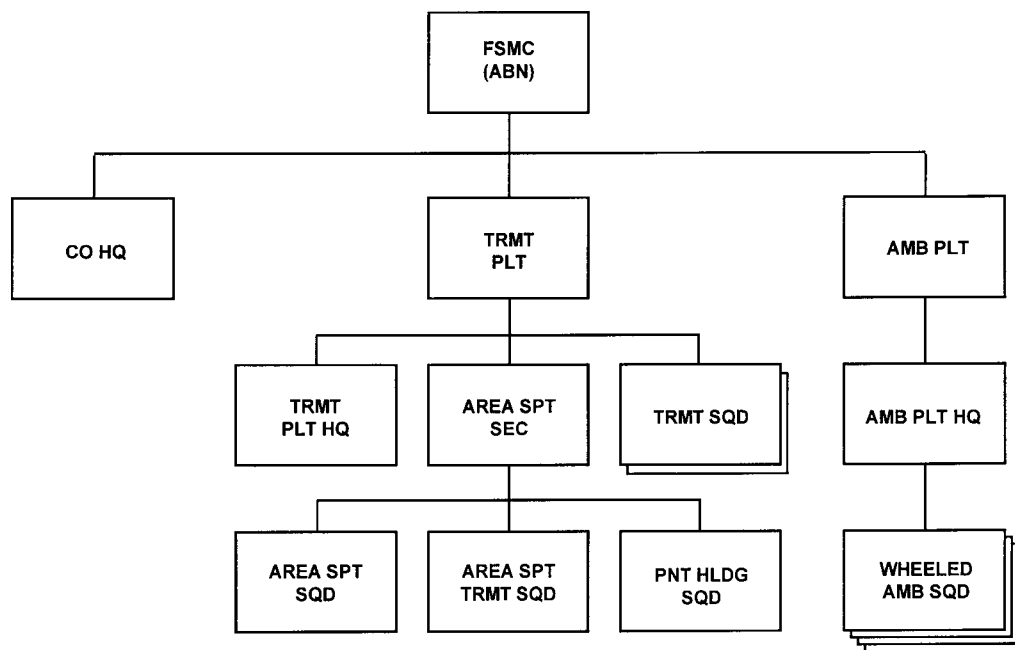 FSMC
(ABN)
CO HQ
TRMT
PLT
AMB PLT
TRMT
PLT HQ
AREA SPT
SEC
TRMT SQD
AMB PLT HQ
AREA SPT
SQD
AREA SPT
TRMT SQD
PNT HLDG
SQD
WHEELED
AMB SQD